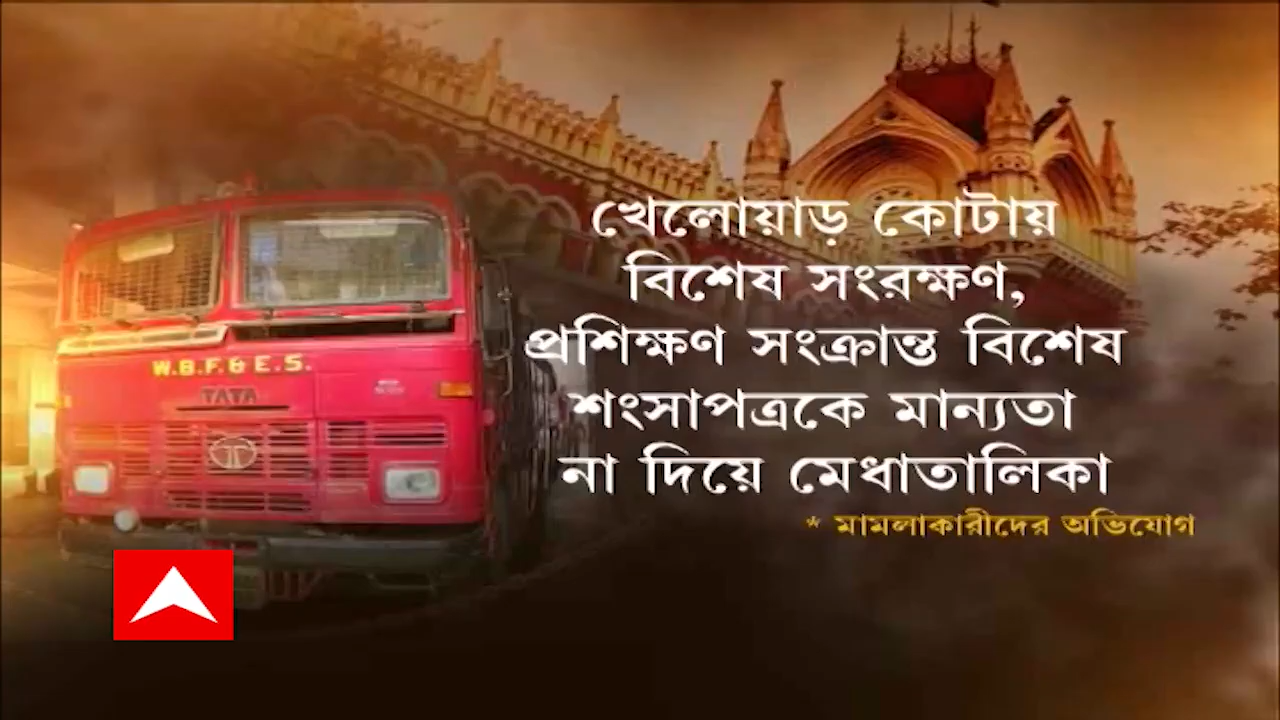 খেলোয়াড় কোটায়
বিশেষ সংরক্ষণ,
প্রশিক্ষণ সংক্রান্ত বিশেষ
শংসাপত্রকে মান্যতা
না দিয়ে মেধাতালিকা
* মামলাকারীদের অভিযোগ
W.B.F.& E.S.
TATA